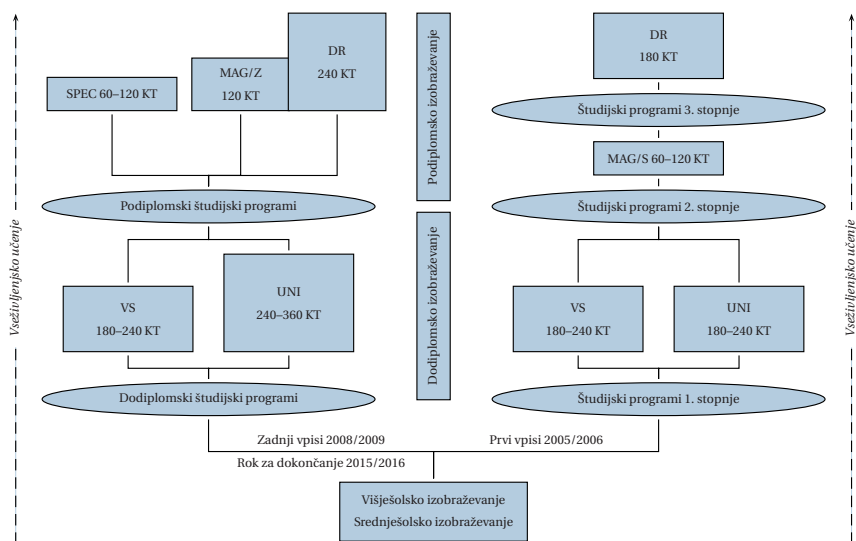 DR
240 KT
MAG/Z
120 KT
SPEC 60–120 KT
Podiplomski študijski programi
VS
180–240 KT
UNI
240–360 KT
Dodiplomski študijski programi
Vseživljenjsko učenje
Podiplomsko izobraževanje
Dodiplomsko izobraževanje
DR
180 KT
Študijski programi 3. stopnje
MAG/S 60–120 KT
Študijski programi 2. stopnje
VS
180–240 KT
UNI
180–240 KT
Študijski programi 1. stopnje
Vseživljenjsko učenje
Zadnji vpisi 2008/2009
Rok za dokončanje 2015/2016
Prvi vpisi 2005/2006
Višješolsko izobraževanje
Srednješolsko izobraževanje